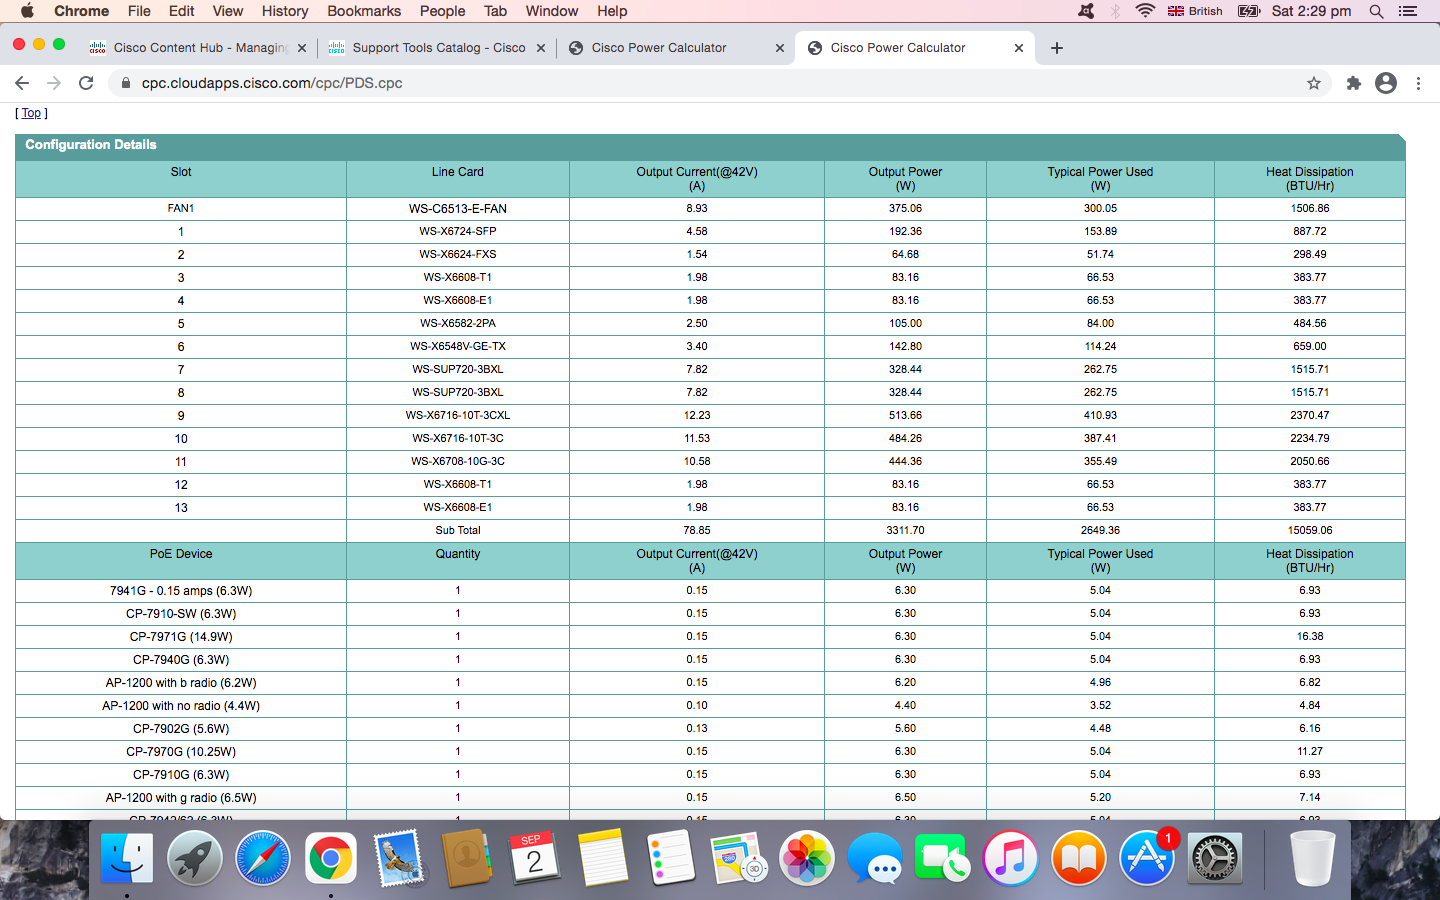 Chrome File Edit View History Bookmarks People Tab Window Help British Sat 2:29 pm
Cisco Content Hub - Managing Support Tools Catalog - Cisco Cisco Power Calculator Cisco Power Calculator
cpc.cloudapps.cisco.com/cpc/PDS.cpc
[ Top ]
Configuration Details
Slot Line Card Output Current(@42V) (A) Output Power (W) Typical Power Used (W) Heat Dissipation (BTU/Hr)
FAN1 WS-C6513-E-FAN 8.93 375.06 300.05 1506.86
1 WS-X6724-SFP 4.58 192.36 153.89 887.72
2 WS-X6624-FXS 1.54 64.68 51.74 298.49
3 WS-X6608-T1 1.98 83.16 66.53 383.77
4 WS-X6608-E1 1.98 83.16 66.53 383.77
5 WS-X6582-2PA 2.50 105.00 84.00 484.56
6 WS-X6548V-GE-TX 3.40 142.80 114.24 659.00
7 WS-SUP720-3BXL 7.82 328.44 262.75 1515.71
8 WS-SUP720-3BXL 7.82 328.44 262.75 1515.71
9 WS-X6716-10T-3CXL 12.23 513.66 410.93 2370.47
10 WS-X6716-10T-3C 11.53 484.26 387.41 2234.79
11 WS-X6708-10G-3C 10.58 444.36 355.49 2050.66
12 WS-X6608-T1 1.98 83.16 66.53 383.77
13 WS-X6608-E1 1.98 83.16 66.53 383.77
Sub Total 78.85 3311.70 2649.36 15059.06
PoE Device Quantity Output Current(@42V) (A) Output Power (W) Typical Power Used (W) Heat Dissipation (BTU/Hr)
7941G - 0.15 amps (6.3W) 1 0.15 6.30 5.04 6.93
CP-7910-SW (6.3W) 1 0.15 6.30 5.04 6.93
CP-7971G (14.9W) 1 0.15 6.30 5.04 16.38
CP-7940G (6.3W) 1 0.15 6.30 5.04 6.93
AP-1200 with b radio (6.2W) 1 0.15 6.20 4.96 6.82
AP-1200 with no radio (4.4W) 1 0.10 4.40 3.52 4.84
CP-7902G (5.6W) 1 0.13 5.60 4.48 6.16
CP-7970G (10.25W) 1 0.15 6.30 5.04 11.27
CP-7910G (6.3W) 1 0.15 6.30 5.04 6.93
AP-1200 with g radio (6.5W) 1 0.15 6.50 5.20 7.14
SEP
2
1